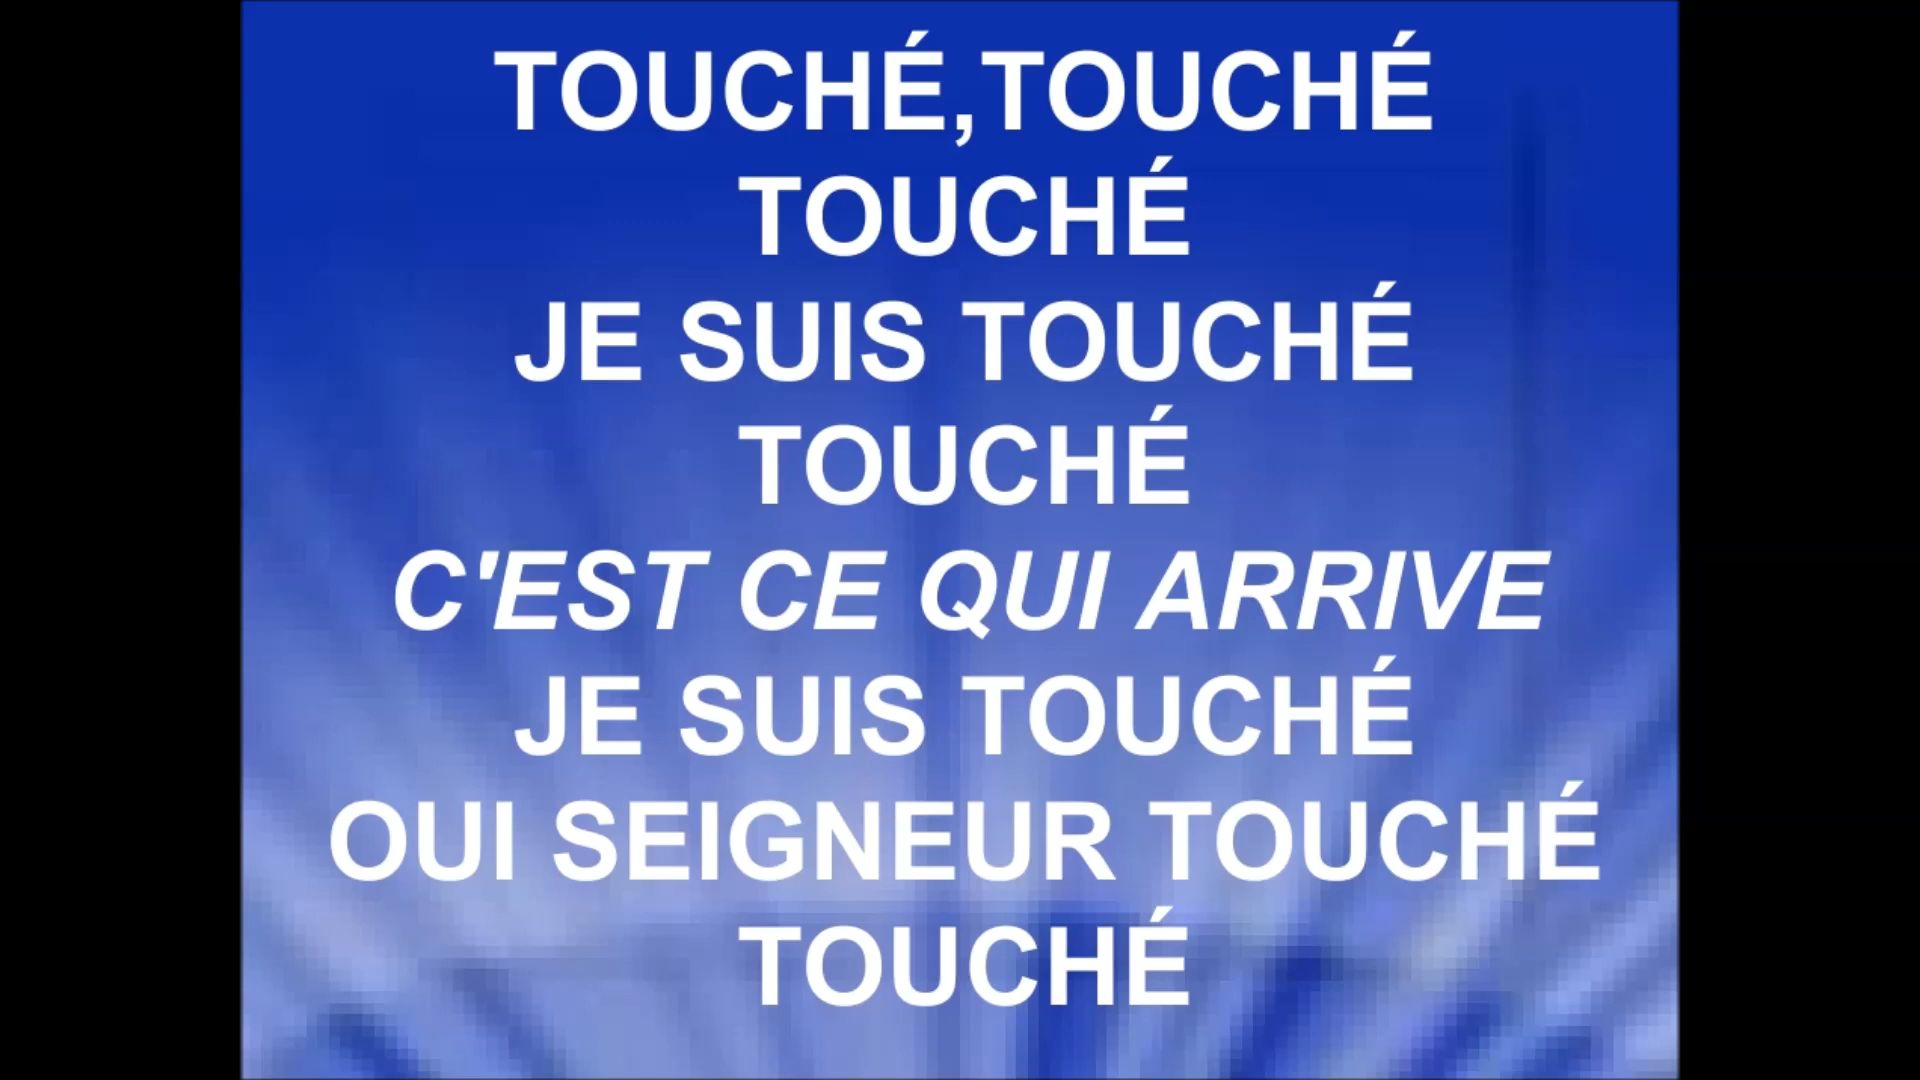 TOUCHÉ,TOUCHÉ
TOUCHÉ
JE SUIS TOUCHÉ
TOUCHÉ
C'EST CE QUI ARRIVE
JE SUIS TOUCHÉ
OUI SEIGNEUR TOUCHÉ
TOUCHÉ